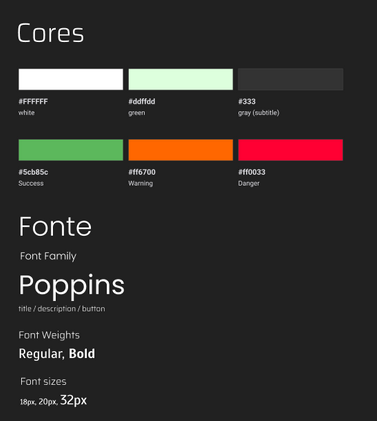 Cores
#FFFFFF #ddffdd #333
white green gray (subtitle)
#5cb85c #ff6700 #ff0033
Success Warning Danger
Fonte
Font Family
Poppins
title / description / button
Font Weights
Regular, Bold
Font sizes
18px, 20px, 32px